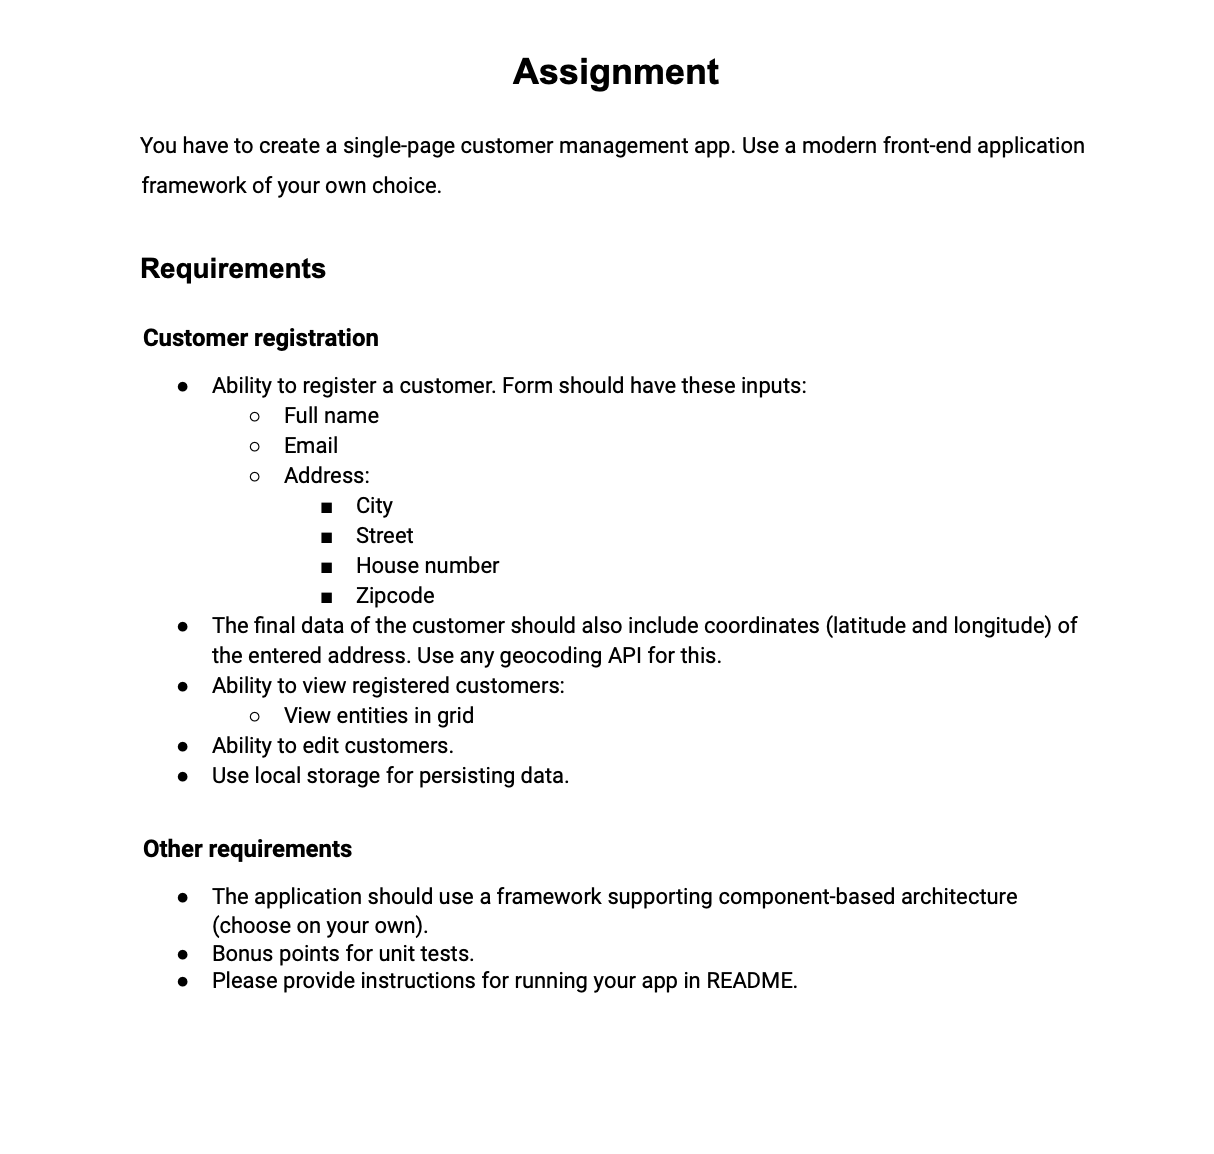 Assignment
You have to create a single-page customer management app. Use a modern front-end application
framework of your own choice.
Requirements
Customer registration
● Ability to register a customer. Form should have these inputs:
○ Full name
○ Email
○ Address:
■ City
■ Street
■ House number
■ Zipcode
● The final data of the customer should also include coordinates (latitude and longitude) of
the entered address. Use any geocoding API for this.
● Ability to view registered customers:
○ View entities in grid
● Ability to edit customers.
● Use local storage for persisting data.
Other requirements
● The application should use a framework supporting component-based architecture
(choose on your own).
● Bonus points for unit tests.
● Please provide instructions for running your app in README.